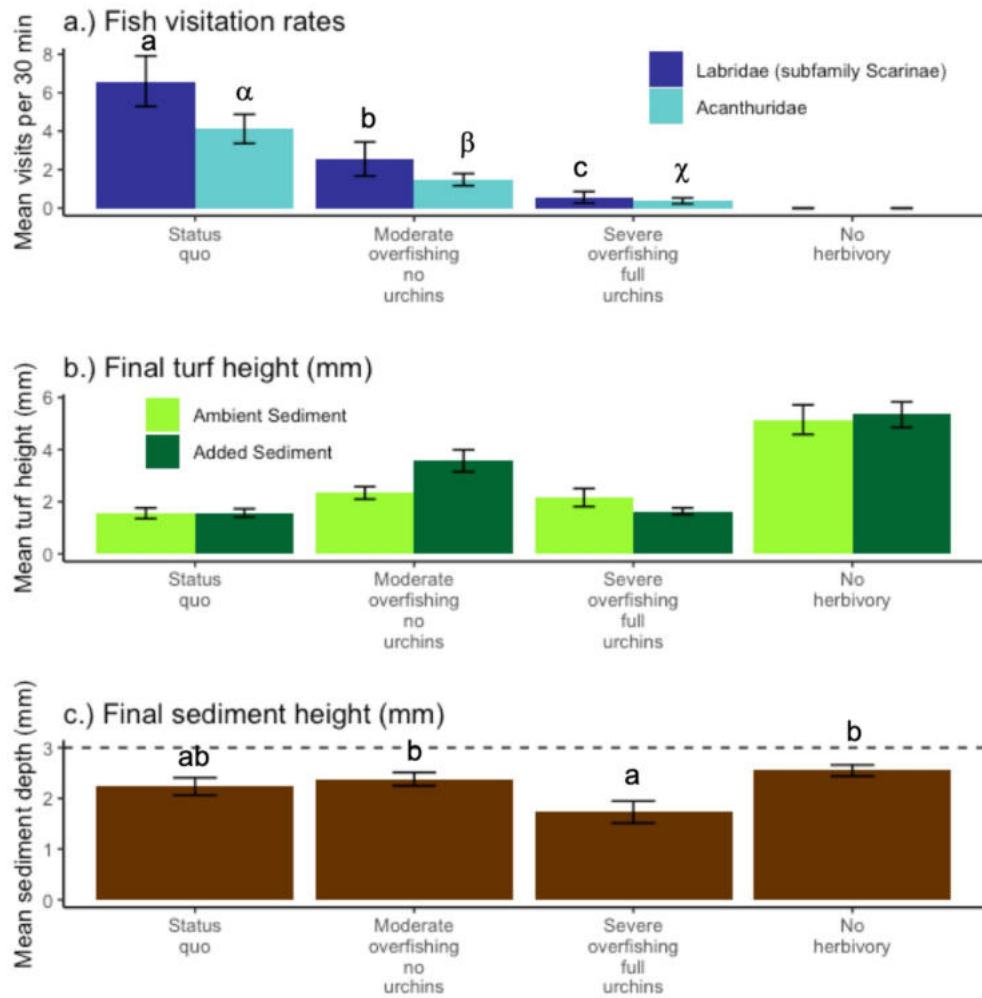 a.) Fish visitation rates
Mean visits per 30 min
8
6
4
2
0
a
α
b
β
c
χ
Labridae (subfamily Scarinae)
Acanthuridae
Status
quo
Moderate
overfishing
no
urchins
Severe
overfishing
full
urchins
No
herbivory
b.) Final turf height (mm)
Mean turf height (mm)
6
4
2
0
Ambient Sediment
Added Sediment
Status
quo
Moderate
overfishing
no
urchins
Severe
overfishing
full
urchins
No
herbivory
c.) Final sediment height (mm)
Mean sediment depth (mm)
3
2
1
0
ab
b
a
b
Status
quo
Moderate
overfishing
no
urchins
Severe
overfishing
full
urchins
No
herbivory